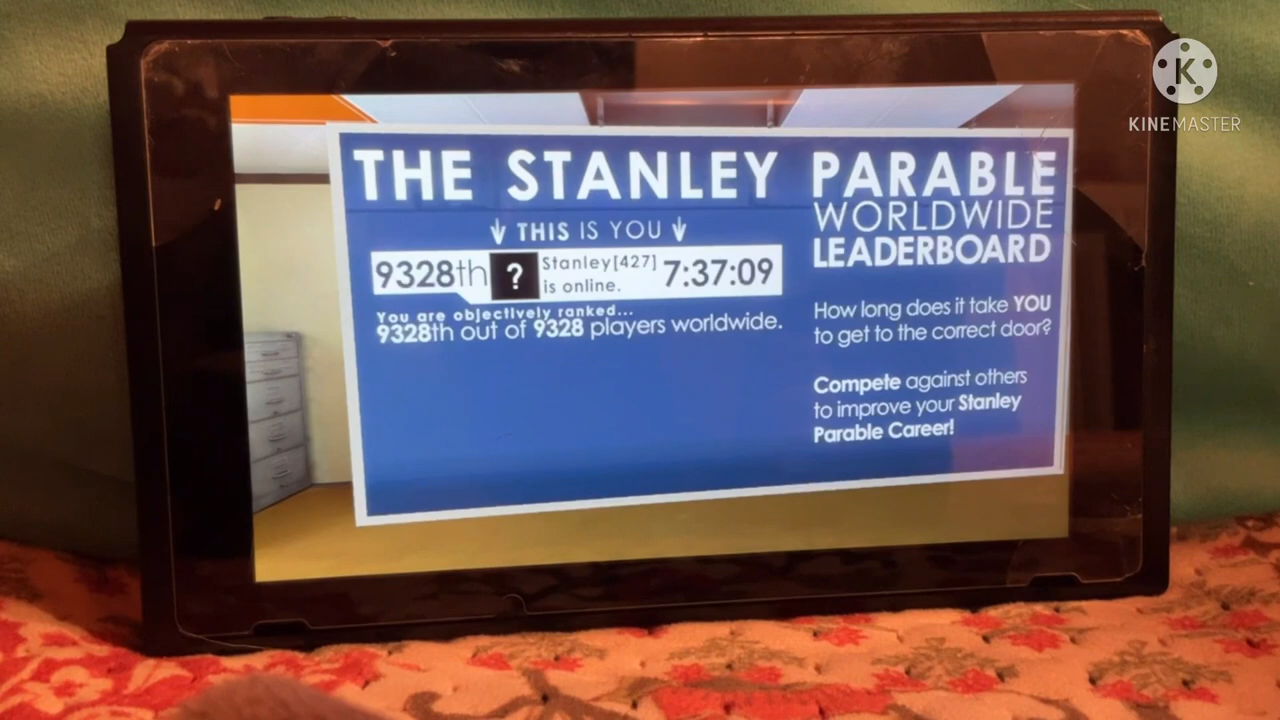 THE STANLEY PARABLE
WORLDWIDE
LEADERBOARD
THIS IS YOU
9328th ? Stanley[427] is online. 7:37:09
You are objectively ranked...
9328th out of 9328 players worldwide.
How long does it take YOU
to get to the correct door?
Compete against others
to improve your Stanley
Parable Career!
K
KINEMASTER